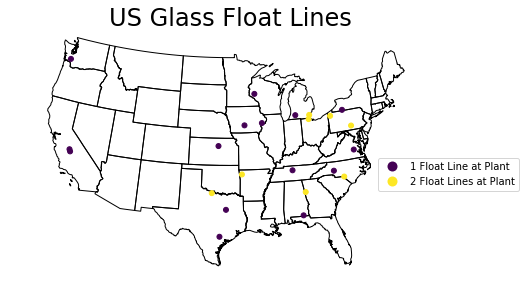 US Glass Float Lines
1 Float Line at Plant
2 Float Lines at Plant